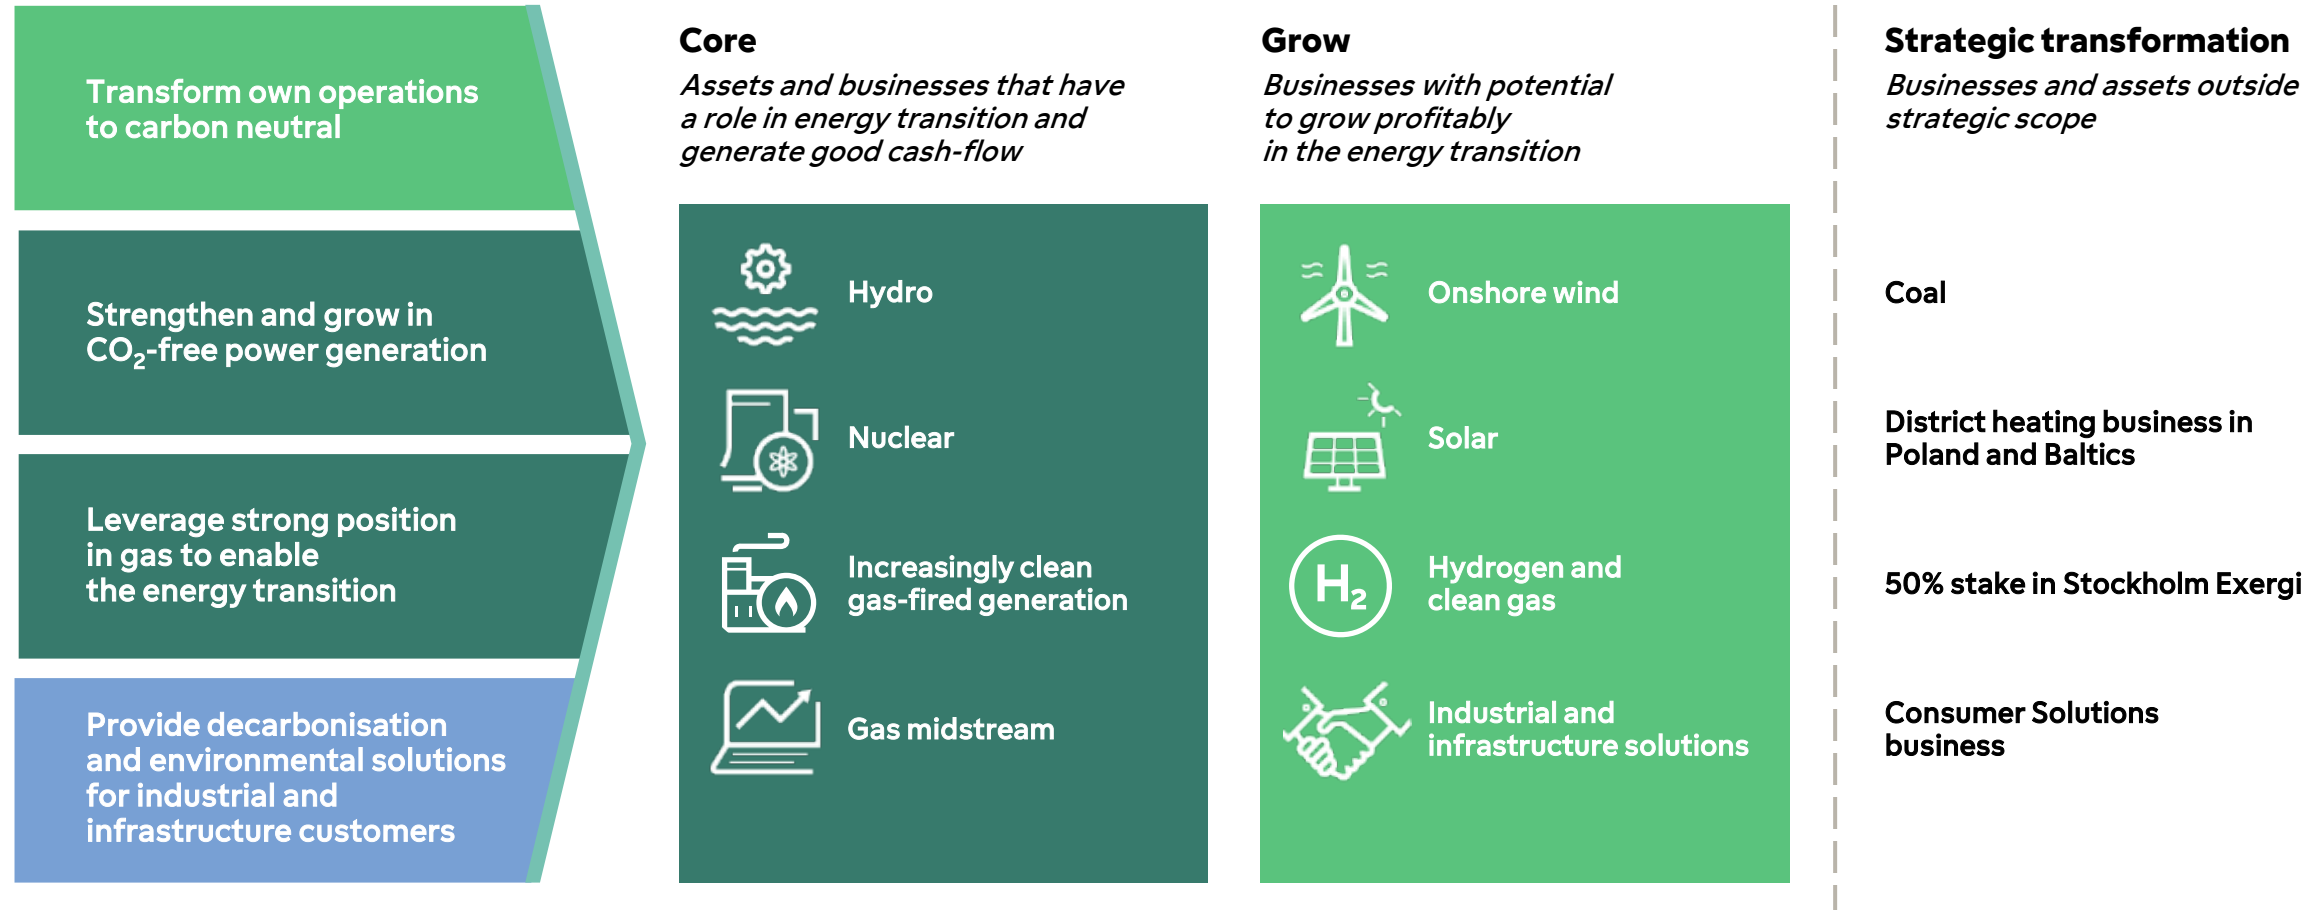 Transform own operations
to carbon neutral
Strengthen and grow in
CO₂-free power generation
Leverage strong position
in gas to enable
the energy transition
Provide decarbonisation
and environmental solutions
for industrial and
infrastructure customers
Core
Assets and businesses that have
a role in energy transition and
generate good cash-flow
Hydro
Nuclear
Increasingly clean
gas-fired generation
Gas midstream
Grow
Businesses with potential
to grow profitably
in the energy transition
Onshore wind
Solar
H₂
Hydrogen and
clean gas
Industrial and
infrastructure solutions
Strategic transformation
Businesses and assets outside
strategic scope
Coal
District heating business in
Poland and Baltics
50% stake in Stockholm Exergi
Consumer Solutions
business